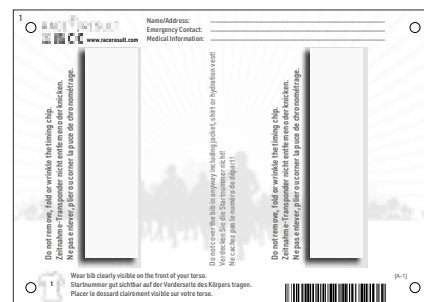 1
RACE RESULT
www.raceresult.com
Name/Address:
Emergency Contact:
Medical Information:
Do not remove, fold or wrinkle the timing chip.
Zeitnahme-Transponder nicht entfernen oder knicken.
Ne pas enlever, plier ou corner la puce de chronométrage.
Do not cover the bib in anyway including jacket, shirt or hydration vest!
Verdecken Sie die Startnummer nicht!
Ne cachez pas le numéro de départ!
Do not remove, fold or wrinkle the timing chip.
Zeitnahme-Transponder nicht entfernen oder knicken.
Ne pas enlever, plier ou corner la puce de chronométrage.
1
Wear bib clearly visible on the front of your torso.
Startnummer gut sichtbar auf der Vorderseite des Körpers tragen.
Placer le dossard clairement visible sur votre torse.
[A-1]